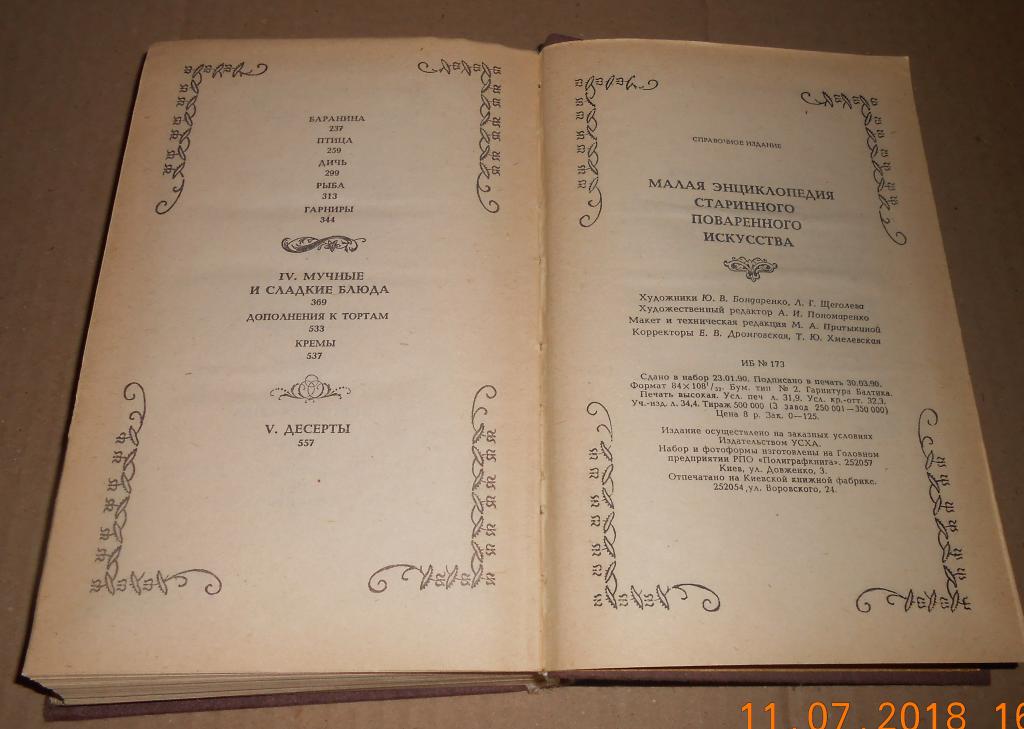 БАРАНИНА
237
ПТИЦА
259
ДИЧЬ
299
РЫБА
313
ГАРНИРЫ
344
IV. МУЧНЫЕ
И СЛАДКИЕ БЛЮДА
369
ДОПОЛНЕНИЯ К ТОРТАМ
533
КРЕМЫ
537
V. ДЕСЕРТЫ
557
СПРАВОЧНОЕ ИЗДАНИЕ
МАЛАЯ ЭНЦИКЛОПЕДИЯ
СТАРИННОГО
ПОВАРЕННОГО
ИСКУССТВА
Художники Ю. В. Бондаренко, Л. Г. Щеголева
Художественный редактор А. И. Пономаренко
Макет и техническая редакция М. А. Притыкиной
Корректоры Е. В. Дромговская, Т. Ю. Хмелевская
ИБ № 173
Сдано в набор 23.01.90. Подписано в печать 30.03.90.
Формат 84×108¹/₃₂. Бум. тип № 2. Гарнитура Балтика.
Печать высокая. Усл. печ л. 31,9. Усл. кр.-отт. 32,3.
Уч.-изд. л. 34,4. Тираж 500 000 (3 завод 250 001—350 000)
Цена 8 р. Зак. 0—125.
Издание осуществлено на заказных условиях
Издательством УСХА.
Набор и фотоформы изготовлены на Головном
предприятии РПО «Полиграфкнига». 252057
Киев, ул. Довженко, 3.
Отпечатано на Киевской книжной фабрике.
252054, ул. Воровского, 24.
11.07.2018 16